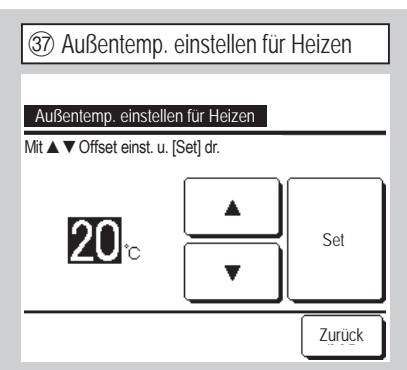 ㊲ Außentemp. einstellen für Heizen
Außentemp. einstellen für Heizen
Mit ▲ ▼ Offset einst. u. [Set] dr.
▲
20 °C
Set
▼
Zurück